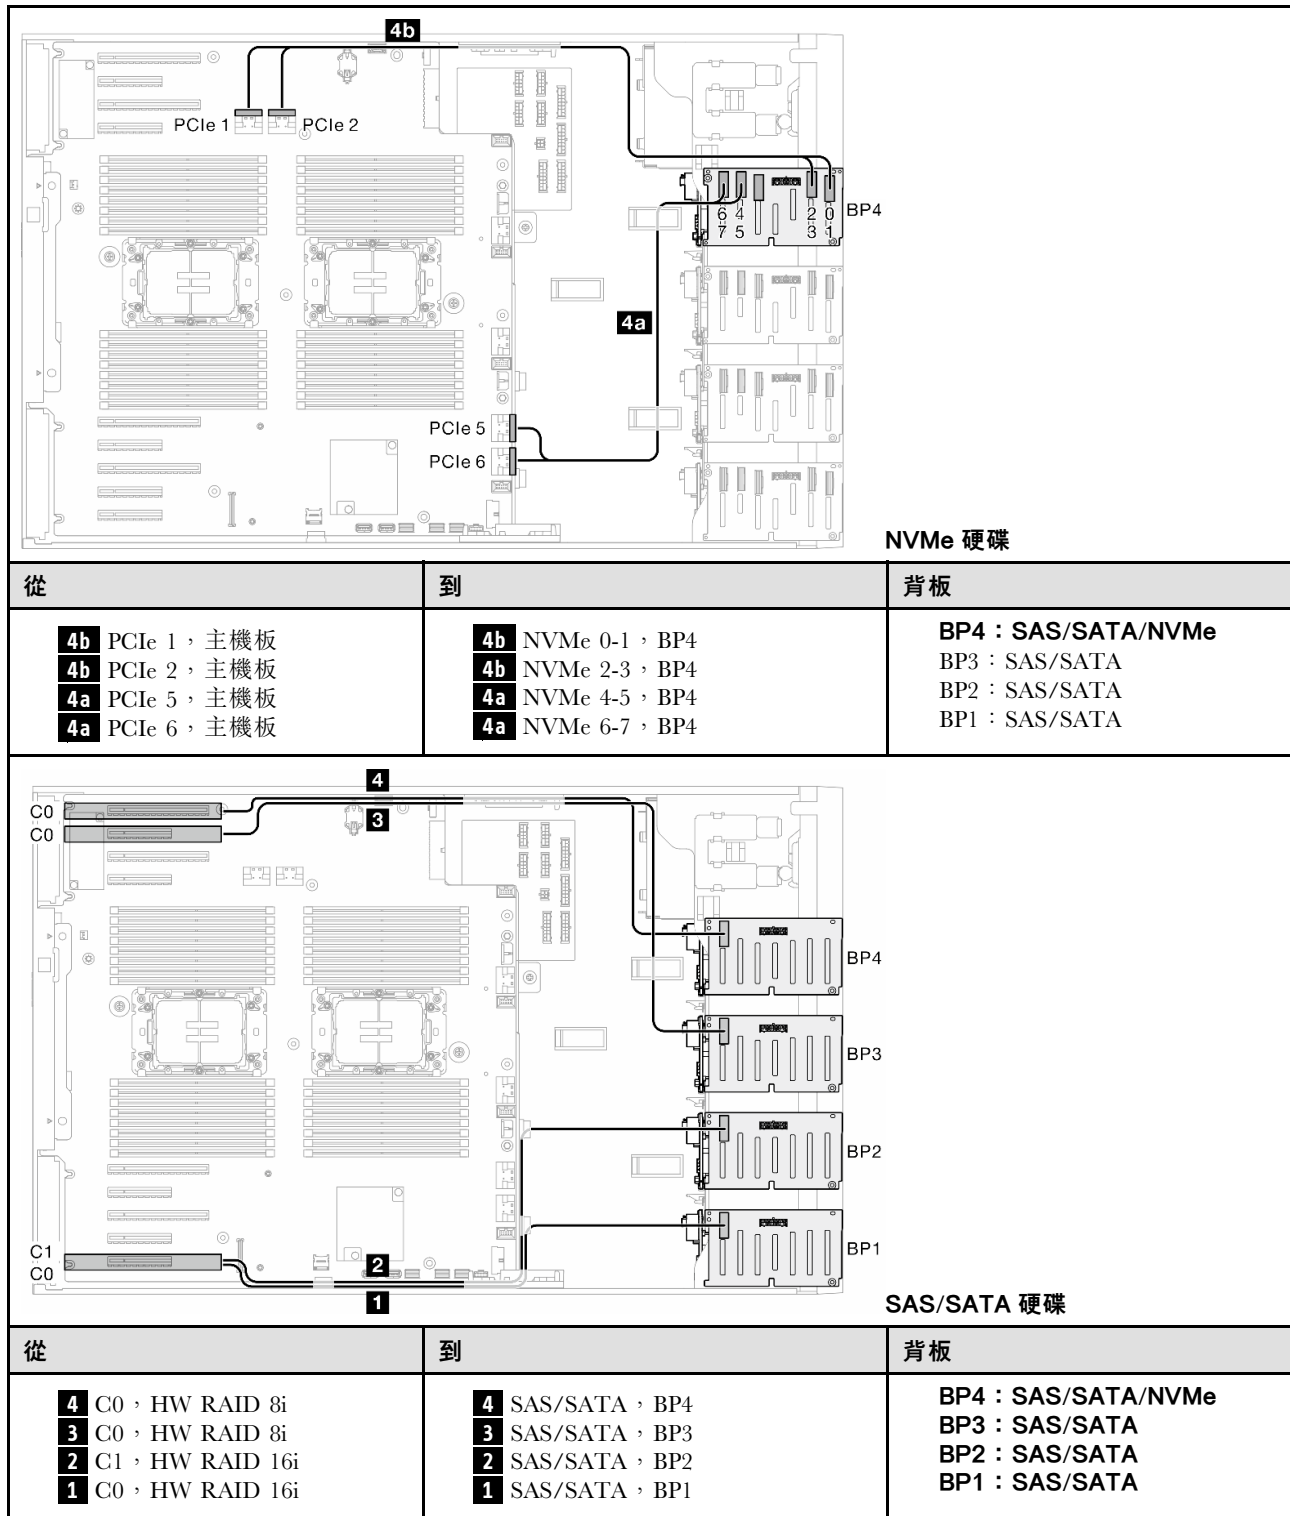 4b
PCIe 1
PCIe 2
6 4 2 0
7 5 3 1
BP4
4a
PCIe 5
PCIe 6
NVMe 硬碟
從
到
背板
4b PCIe 1，主機板
4b PCIe 2，主機板
4a PCIe 5，主機板
4a PCIe 6，主機板
4b NVMe 0-1，BP4
4b NVMe 2-3，BP4
4a NVMe 4-5，BP4
4a NVMe 6-7，BP4
BP4：SAS/SATA/NVMe
BP3：SAS/SATA
BP2：SAS/SATA
BP1：SAS/SATA
4
C0
3
C0
BP4
BP3
BP2
BP1
C1
C0
2
1
SAS/SATA 硬碟
從
到
背板
4 C0，HW RAID 8i
3 C0，HW RAID 8i
2 C1，HW RAID 16i
1 C0，HW RAID 16i
4 SAS/SATA，BP4
3 SAS/SATA，BP3
2 SAS/SATA，BP2
1 SAS/SATA，BP1
BP4：SAS/SATA/NVMe
BP3：SAS/SATA
BP2：SAS/SATA
BP1：SAS/SATA